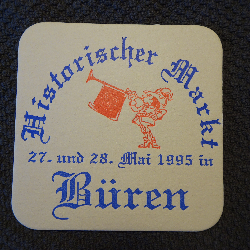 Historischer Markt
27. und 28. Mai 1995 in
Büren